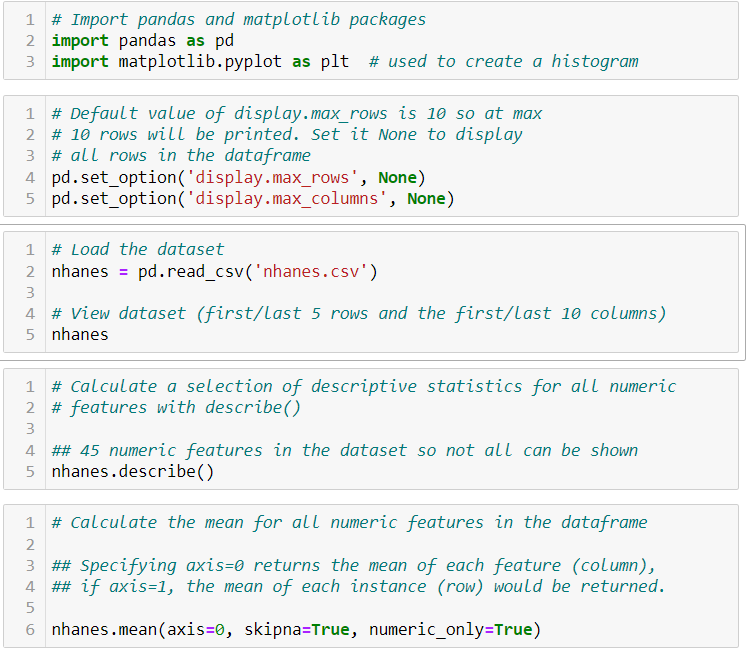 1 # Import pandas and matplotlib packages
2 import pandas as pd
3 import matplotlib.pyplot as plt  # used to create a histogram
1 # Default value of display.max_rows is 10 so at max
2 # 10 rows will be printed. Set it None to display
3 # all rows in the dataframe
4 pd.set_option('display.max_rows', None)
5 pd.set_option('display.max_columns', None)
1 # Load the dataset
2 nhanes = pd.read_csv('nhanes.csv')
3
4 # View dataset (first/last 5 rows and the first/last 10 columns)
5 nhanes
1 # Calculate a selection of descriptive statistics for all numeric
2 # features with describe()
3
4 ## 45 numeric features in the dataset so not all can be shown
5 nhanes.describe()
1 # Calculate the mean for all numeric features in the dataframe
2
3 ## Specifying axis=0 returns the mean of each feature (column),
4 ## if axis=1, the mean of each instance (row) would be returned.
5
6 nhanes.mean(axis=0, skipna=True, numeric_only=True)